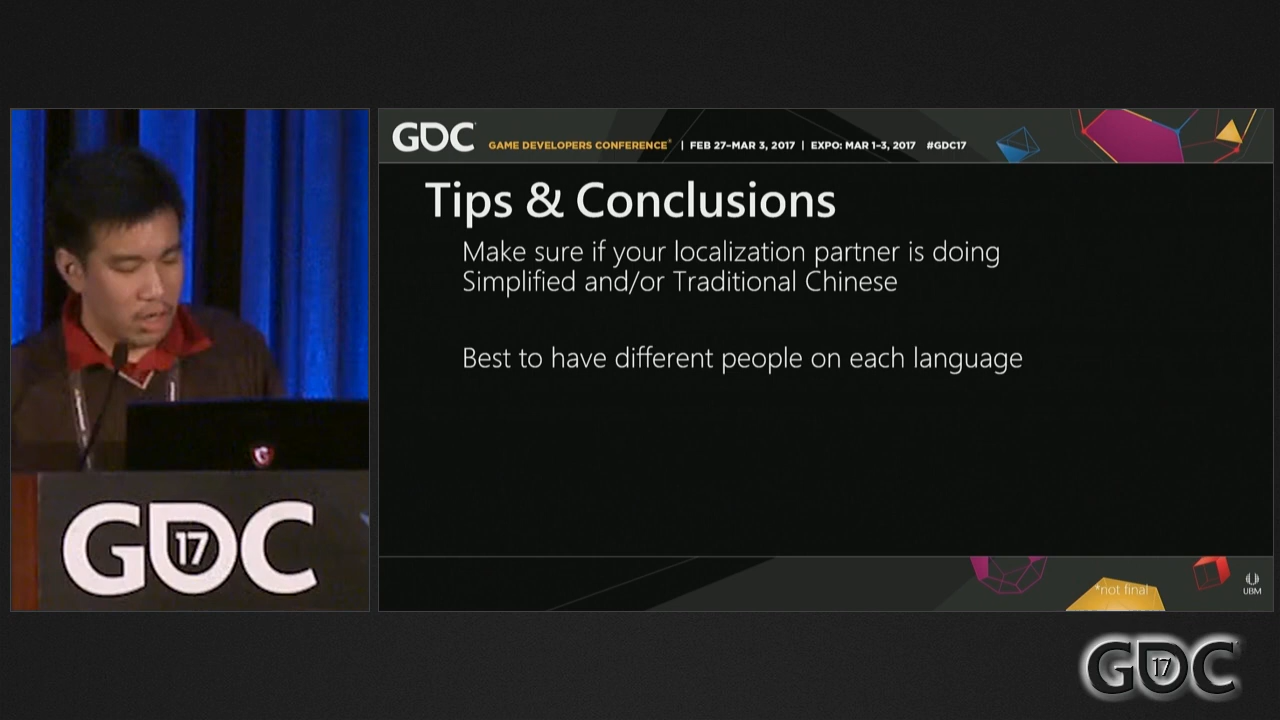 GDC
GAME DEVELOPERS CONFERENCE® | FEB 27–MAR 3, 2017 | EXPO: MAR 1–3, 2017 #GDC17
Tips & Conclusions
Make sure if your localization partner is doing
Simplified and/or Traditional Chinese
Best to have different people on each language
*not final
UBM
GDC 17
GDC 17